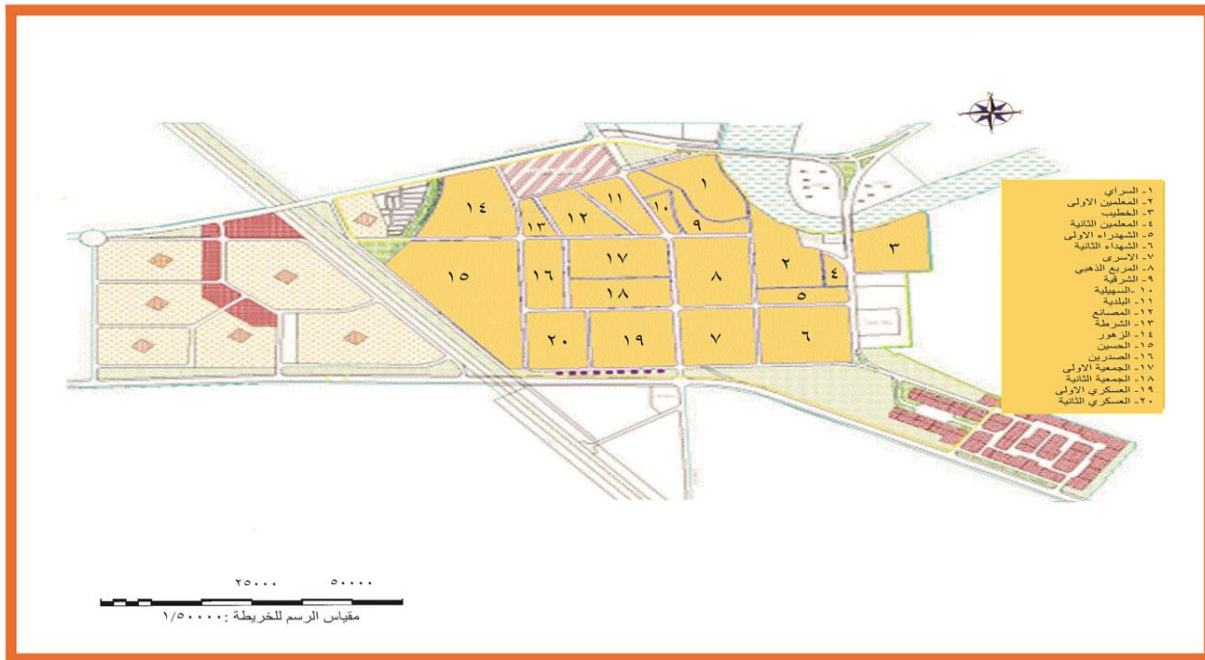 ١- السراي
٢- المعلمين الاولى
٣- الخطيب
٤- المعلمين الثانية
٥- الشهدراء الاولى
٦- الشهداء الثانية
٧- الاسرى
٨- المربع الذهبي
٩- الشرقية
١٠- السهيلية
١١- البلدية
١٢- المصانع
١٣- الشرطة
١٤- الزهور
١٥- الحسين
١٦- الصدرين
١٧- الجمعية الاولى
١٨- الجمعية الثانية
١٩- العسكري الاولى
٢٠- العسكري الثانية
١
١١
١٤
١٠
١٢
١٣
٩
٣
١٧
٢
١٥
١٦
٨
٤
١٨
٥
٦
٧
١٩
٢٠
٢٥٠٠٠ ٥٠٠٠٠
مقياس الرسم للخريطة : ١/٥٠٠٠٠